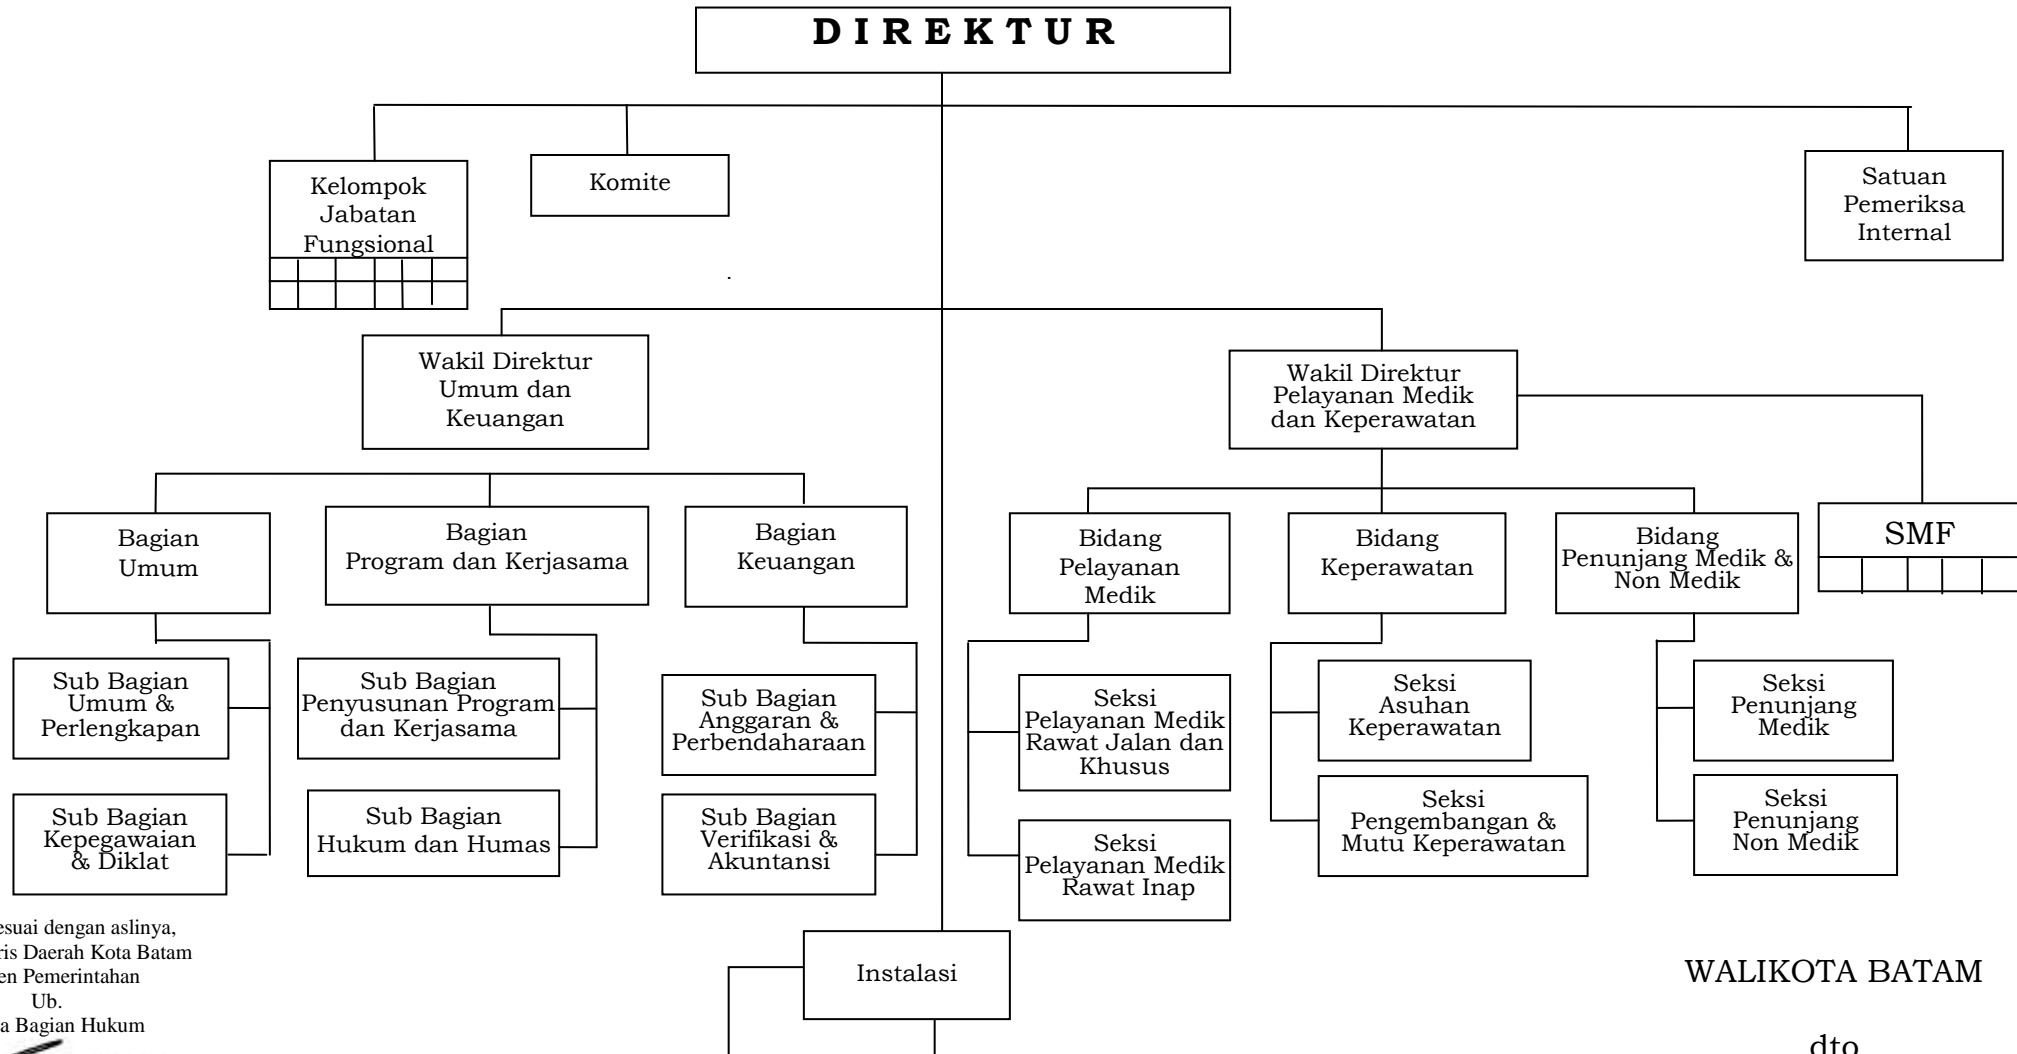 D I R E K T U R
Kelompok
Jabatan
Fungsional
Komite
Satuan
Pemeriksa
Internal
Wakil Direktur
Umum dan
Keuangan
Wakil Direktur
Pelayanan Medik
dan Keperawatan
Bagian
Umum
Bagian
Program dan Kerjasama
Bagian
Keuangan
Bidang
Pelayanan
Medik
Bidang
Keperawatan
Bidang
Penunjang Medik &
Non Medik
SMF
Sub Bagian
Umum &
Perlengkapan
Sub Bagian
Penyusunan Program
dan Kerjasama
Sub Bagian
Anggaran &
Perbendaharaan
Seksi
Pelayanan Medik
Rawat Jalan dan
Khusus
Seksi
Asuhan
Keperawatan
Seksi
Penunjang
Medik
Sub Bagian
Kepegawaian
& Diklat
Sub Bagian
Hukum dan Humas
Sub Bagian
Verifikasi &
Akuntansi
Seksi
Pelayanan Medik
Rawat Inap
Seksi
Pengembangan &
Mutu Keperawatan
Seksi
Penunjang
Non Medik
esuai dengan aslinya,
ris Daerah Kota Batam
en Pemerintahan
Ub.
a Bagian Hukum
Instalasi
WALIKOTA BATAM
dto